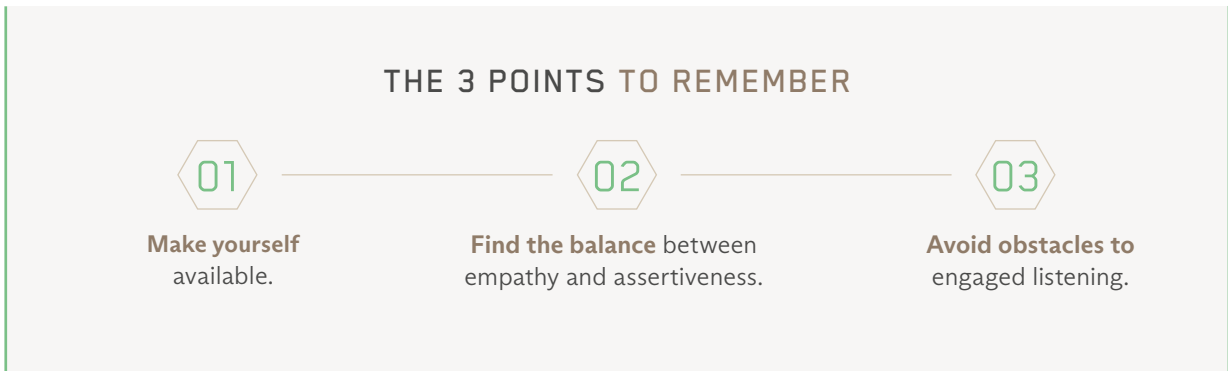 THE 3 POINTS TO REMEMBER
01
Make yourself
available.
02
Find the balance between
empathy and assertiveness.
03
Avoid obstacles to
engaged listening.